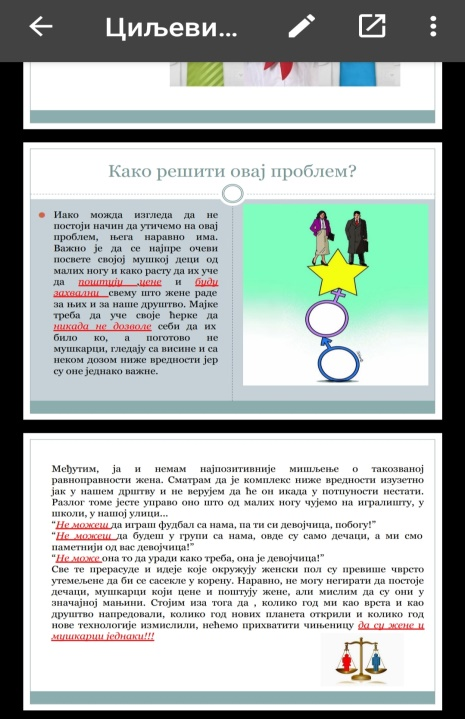 Циљеви...
Како решити овај проблем?
Иако можда изгледа да не
постоји начин да утичемо на овај
проблем, њега наравно има.
Важно је да се најпре очеви
посвете својој мушкој деци од
малих ногу и како расту да их уче
да поштују ,цене и буду
захвални свему што жене раде
за њих и за наше друштво. Мајке
треба да уче своје ћерке да
никада не дозволе себи да их
било ко, а поготово не
мушкарци, гледају са висине и са
неком дозом ниже вредности јер
су оне једнако важне.
Међутим, ја и немам најпозитивније мишљење о такозваној
равноправности жена. Сматрам да је комплекс ниже вредности изузетно
јак у нашем дрштву и не верујем да ће он икада у потпуности нестати.
Разлог томе јесте управо оно што од малих ногу чујемо на игралишту, у
школи, у нашој улици...
“Не можеш да играш фудбал са нама, па ти си девојчица, побогу!”
“Не можеш да будеш у групи са нама, овде су само дечаци, а ми смо
паметнији од вас девојчица!”
“Не може она то да уради како треба, она је девојчица!”
Све те прерасуде и идеје које окружују женски пол су превише чврсто
утемељене да би се сасекле у корену. Наравно, не могу негирати да постоје
дечаци, мушкарци који цене и поштују жене, али мислим да су они у
значајној мањини. Стојим иза тога да , колико год ми као врста и као
друштво напредовали, колико год нових планета открили и колико год
нове технологије измислили, нећемо прихватити чињеницу да су жене и
мушкарци једнаки!!!